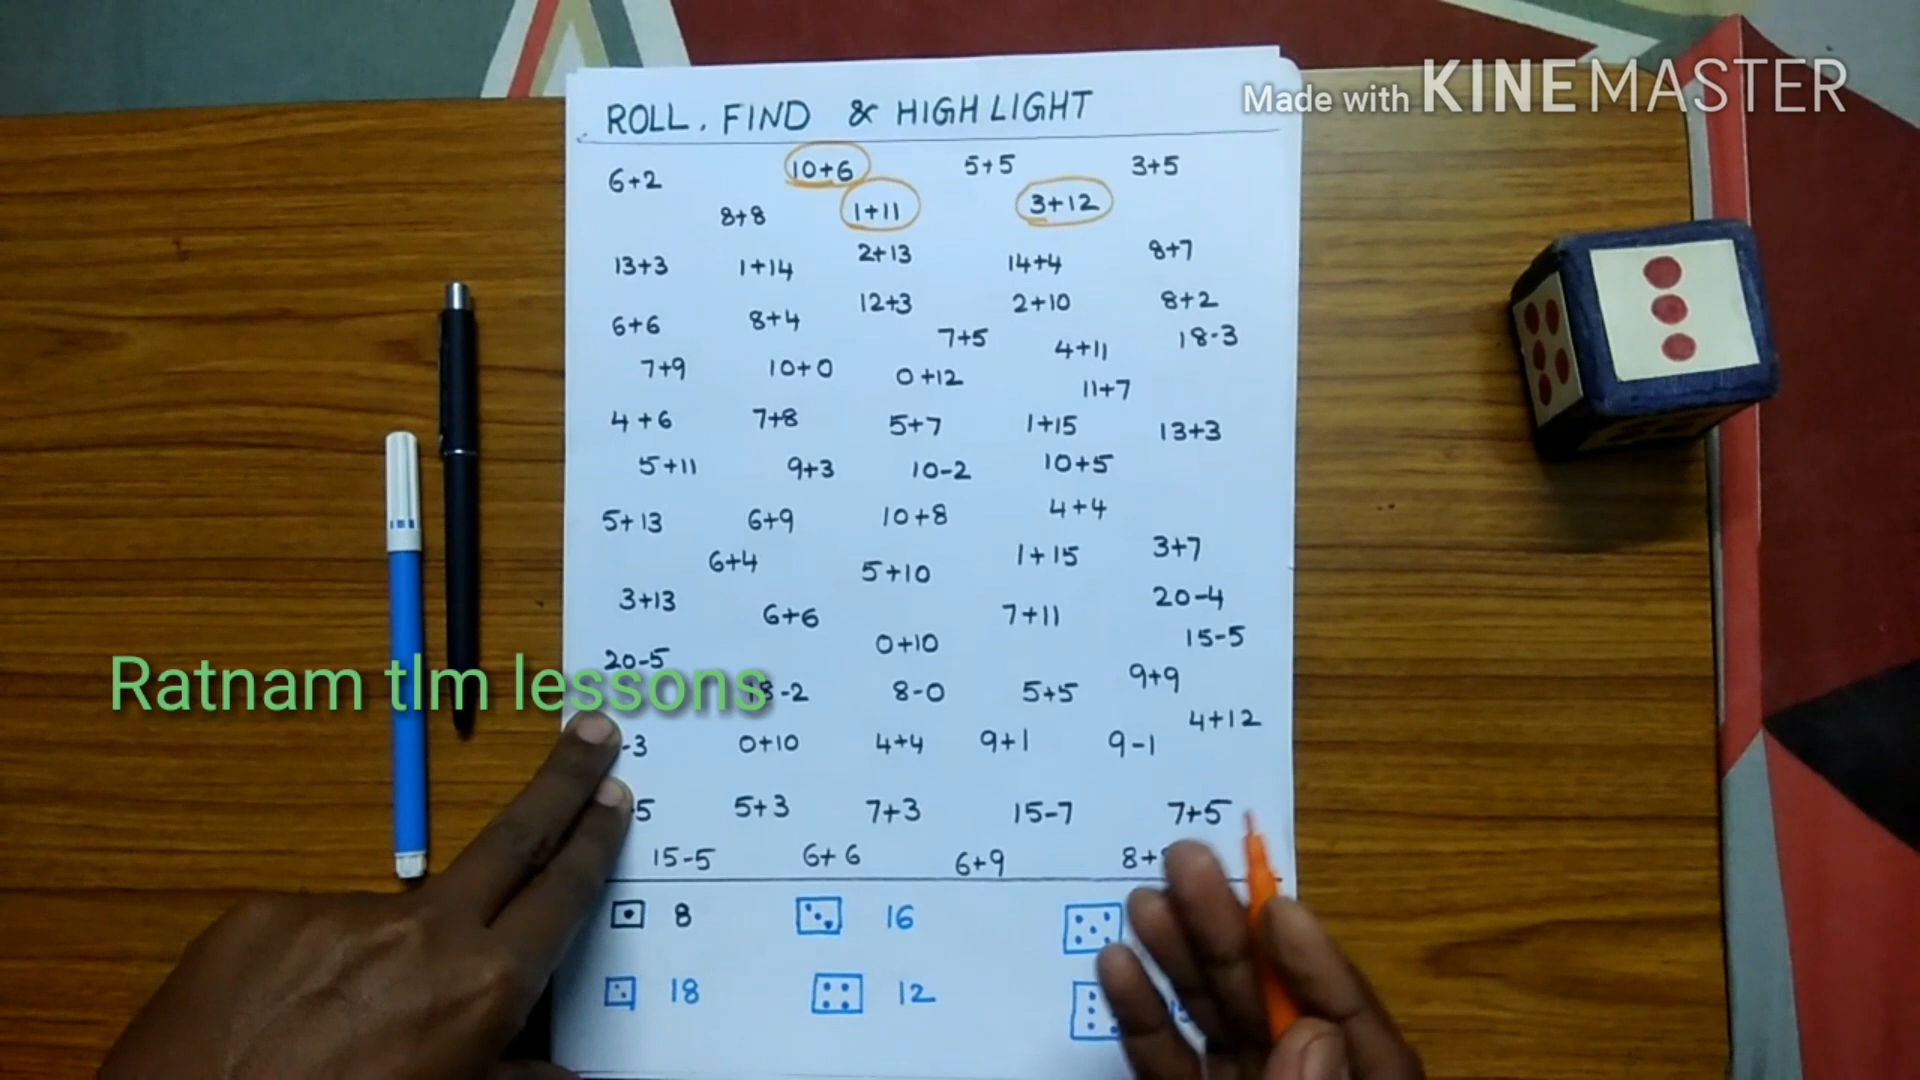 Made with KINEMASTER
ROLL, FIND & HIGHLIGHT
6+2 10+6 5+5 3+5
8+8 1+11 3+12
13+3 1+14 2+13 14+4 8+7
12+3 2+10 8+2
6+6 8+4 7+5 4+11 18-3
7+9 10+0 0+12 11+7
4+6 7+8 5+7 1+15 13+3
5+11 9+3 10-2 10+5
5+13 6+9 10+8 4+4
6+4 5+10 1+15 3+7
3+13 6+6 7+11 20-4
0+10 15-5
20-5 18-2 8-0 5+5 9+9
Ratnam tlm lessons
4+12
-3 0+10 4+4 9+1 9-1
-5 5+3 7+3 15-7 7+5
15-5 6+6 6+9 8+
8 16
18 12 15